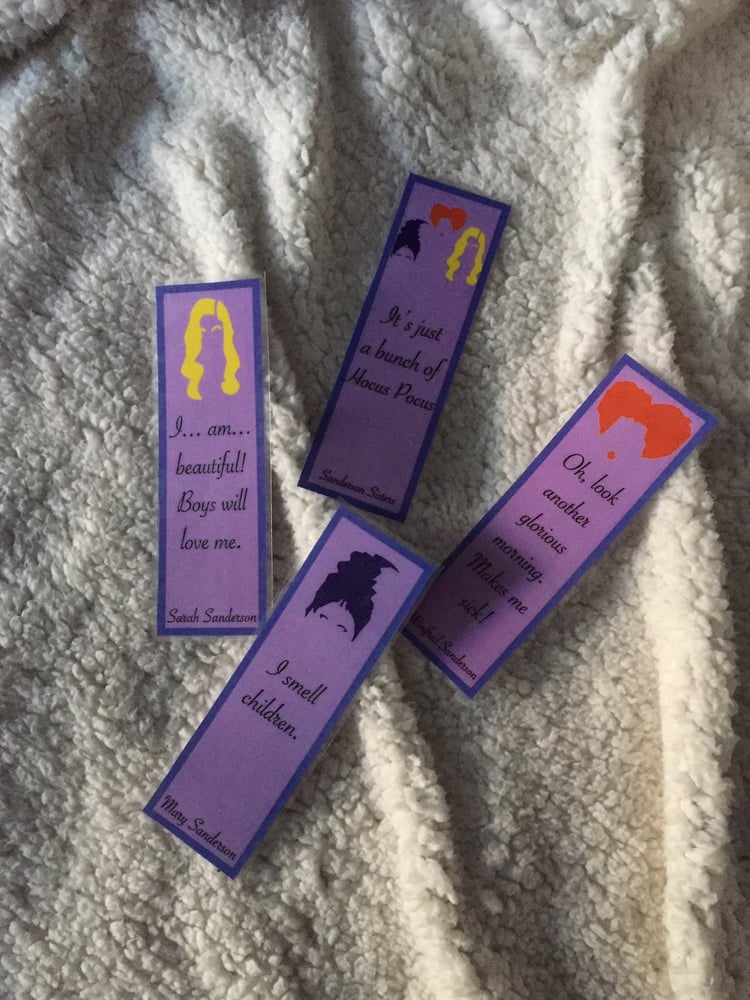 It's just
a bunch of
Hocus Pocus
Sanderson Sisters
I... am...
beautiful!
Boys will
love me.
Sarah Sanderson
Oh, look
another
glorious
morning.
Makes me
sick!
Winifred Sanderson
I smell
children.
Mary Sanderson